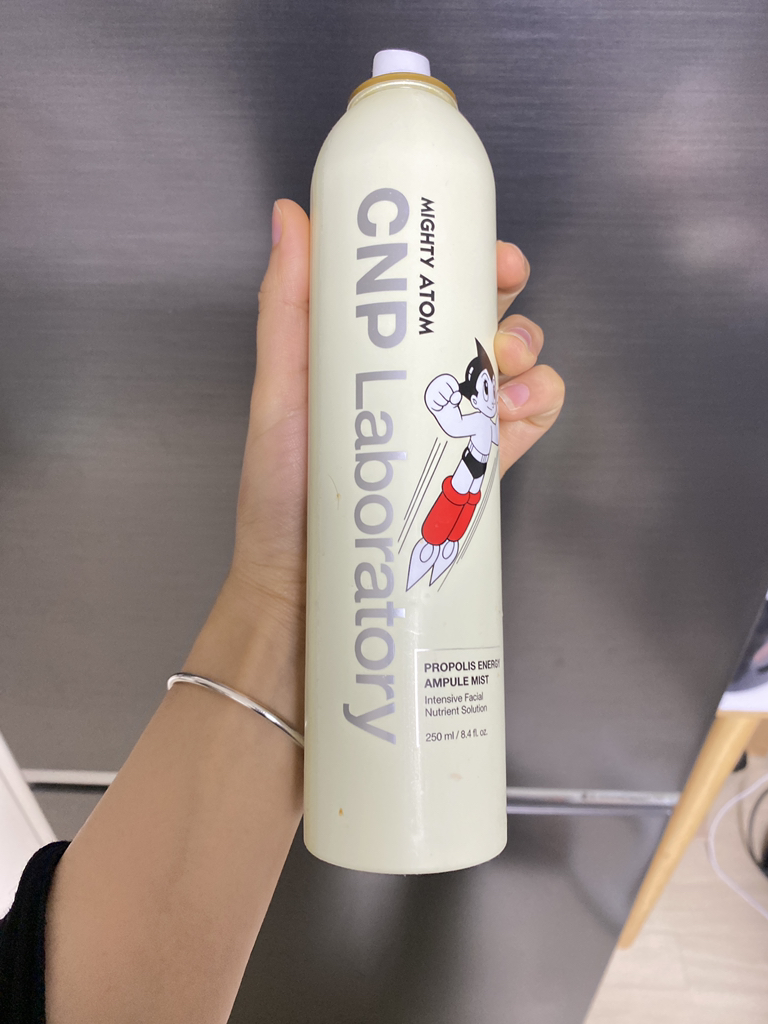 MIGHTY ATOM
CNP Laboratory
PROPOLIS ENERGY
AMPULE MIST
Intensive Facial
Nutrient Solution
250 ml / 8.4 fl. oz.